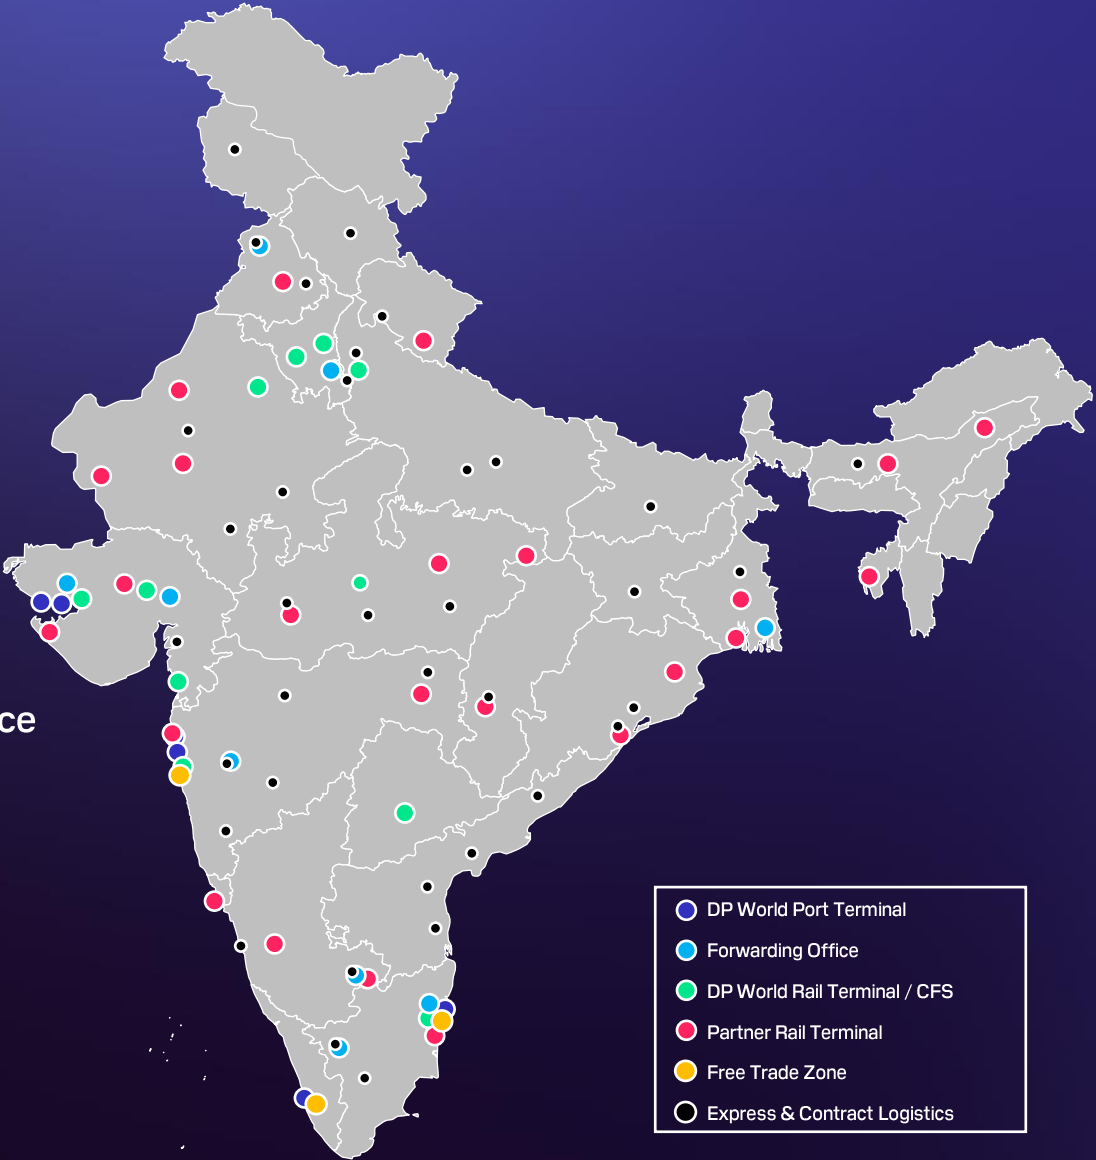 ce
DP World Port Terminal
Forwarding Office
DP World Rail Terminal / CFS
Partner Rail Terminal
Free Trade Zone
Express & Contract Logistics